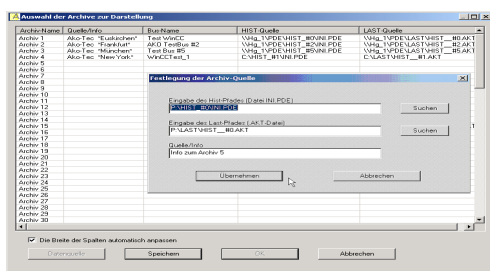 Auswahl der Archive zur Darstellung
Archiv-Name Quelle/Info Bus-Name HIST-Quelle LAST-Quelle
Archiv 1 Ako-Tec "Euskichen" Test WinCC \\Hg_1\PDE\HIST_#0\INI.PDE \\Hg_1\PDE\LAST\HIST__#0.AKT
Archiv 2 Ako-Tec "Frankfurt" AKO TestBus #2 \\Hg_1\PDE\HIST_#2\INI.PDE \\Hg_1\PDE\LAST\HIST__#2.AKT
Archiv 3 Ako-Tec "München" Test Bus #5 \\Hg_1\PDE\HIST_#5\INI.PDE \\Hg_1\PDE\LAST\HIST__#5.AKT
Archiv 4 Ako-Tec "New York" WinCCTest_1 C:\HIST_#1\INI.PDE C:\LAST\HIST__#1.AKT
Archiv 5
Archiv 6
Archiv 7
Archiv 8
Archiv 9
Archiv 10
Archiv 11
Archiv 12
Archiv 13
Archiv 14
Archiv 15
Archiv 16
Archiv 17
Archiv 18
Archiv 19
Archiv 20
Archiv 21
Archiv 22
Archiv 23
Archiv 24
Archiv 25
Archiv 26
Archiv 27
Archiv 28
Archiv 29
Archiv 30
Festlegung der Archiv-Quelle
Eingabe des Hist-Pfades (Datei INI.PDE)
P:\HIST_#0\INI.PDE Suchen
Eingabe des Last-Pfades (.AKT-Datei)
P:\LAST\HIST__#0.AKT Suchen
Quelle/Info
Info zum Archiv 5
Übernehmen Abbrechen
Die Breite der Spalten automatisch anpassen
Datenquelle Speichern OK Abbrechen